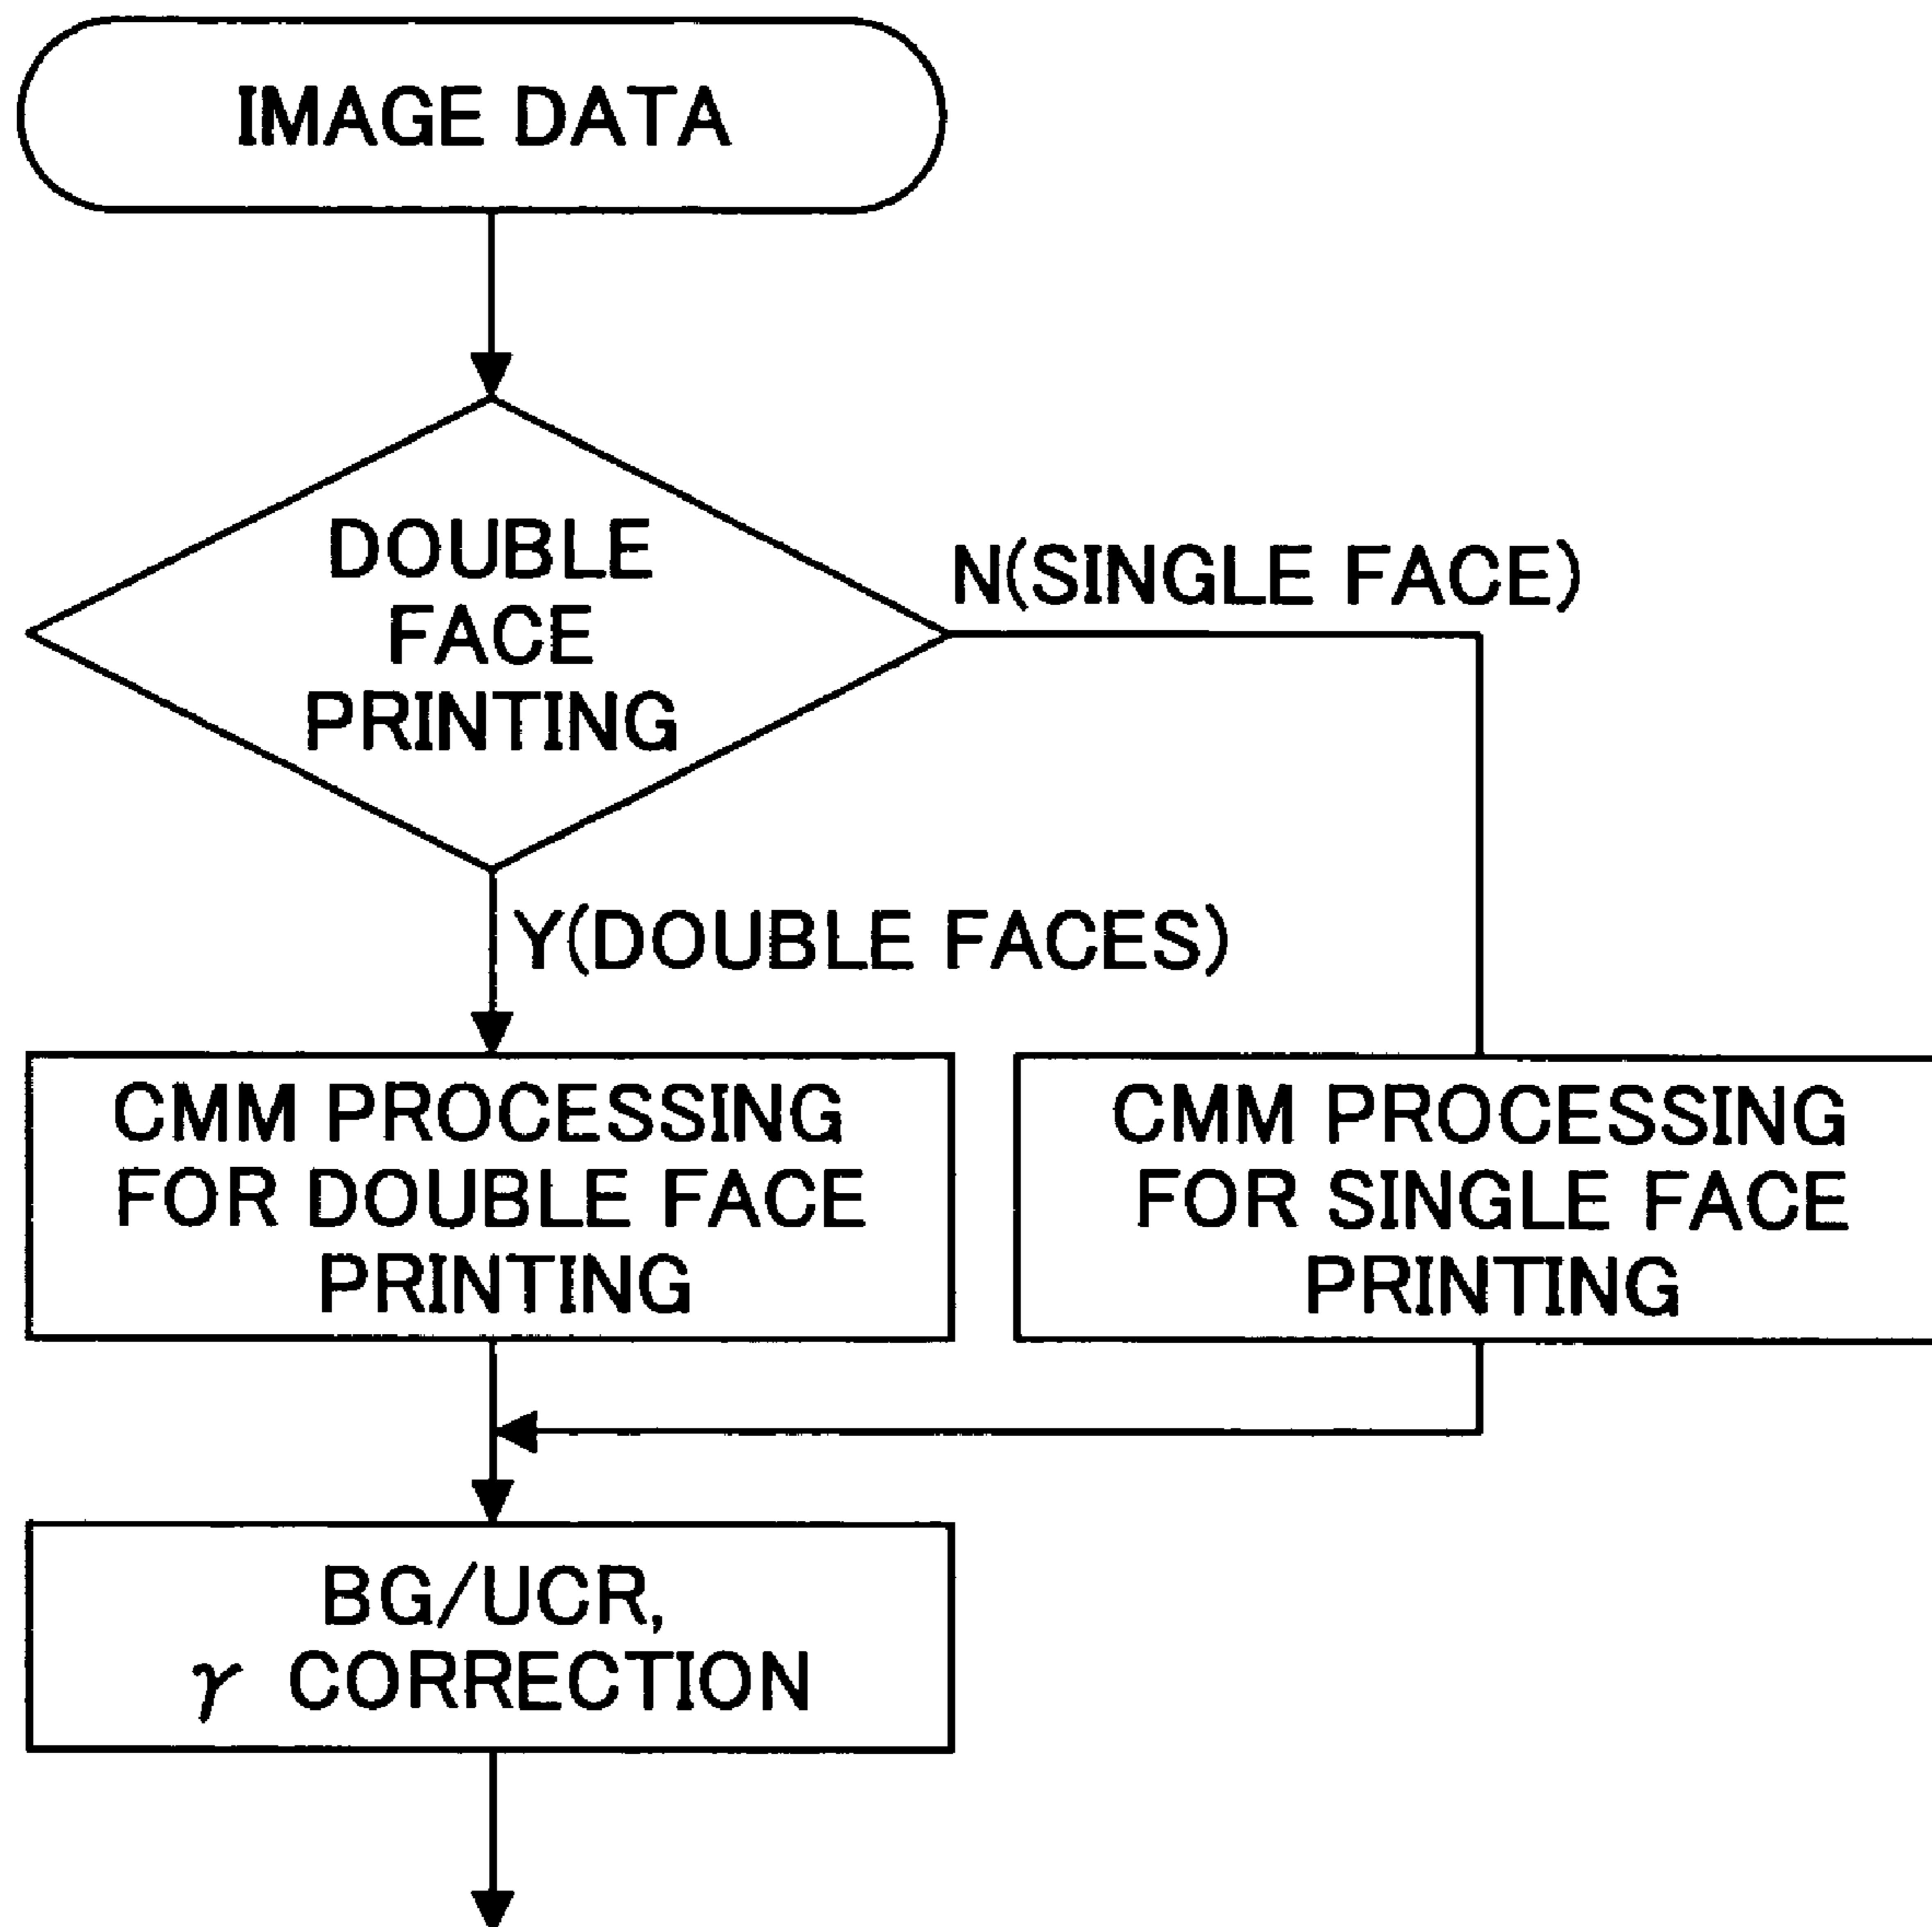 IMAGE DATA
DOUBLE
FACE
PRINTING
N(SINGLE FACE)
Y(DOUBLE FACES)
CMM PROCESSING
FOR DOUBLE FACE
PRINTING
CMM PROCESSING
FOR SINGLE FACE
PRINTING
BG/UCR,
γ CORRECTION